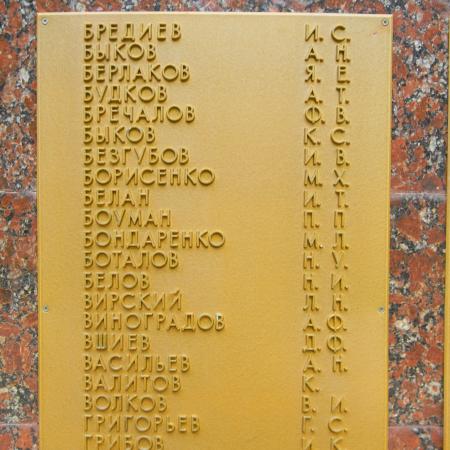 БРЕДИЕВ И. С.
БЫКОВ А. Н.
БЕРЛАКОВ Я. Е.
БУДКОВ А. Т.
БРЕЧАЛОВ Ф. В.
БЫКОВ К. С.
БЕЗГУБОВ И. В.
БОРИСЕНКО М. Х.
БЕЛАН И. Т.
БОУМАН П. П.
БОНДАРЕНКО М. Л.
БОТАЛОВ Н. У.
БЕЛОВ Н. И.
ВИРСКИЙ Л. Н.
ВИНОГРАДОВ А. Ф.
ВШИЕВ Д. Ф.
ВАСИЛЬЕВ А. Н.
ВАЛИТОВ К.
ВОЛКОВ В. И.
ГРИГОРЬЕВ Г. С.
ГРИБОВ И. К.